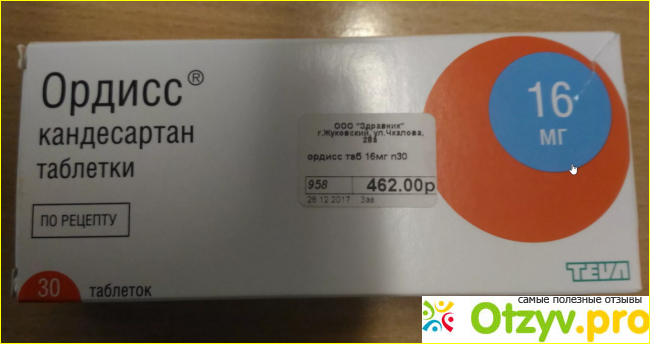 Ордисс®
кандесартан
таблетки
ПО РЕЦЕПТУ
30 таблеток
ООО "Здравник"
г.Жуковский, ул.Чкалова,
ордисс таб 16мг n30
958 462.00р
26.12.2017 Зав.
16
мг
TEVA
самые полезные отзывы
Otzyv.pro